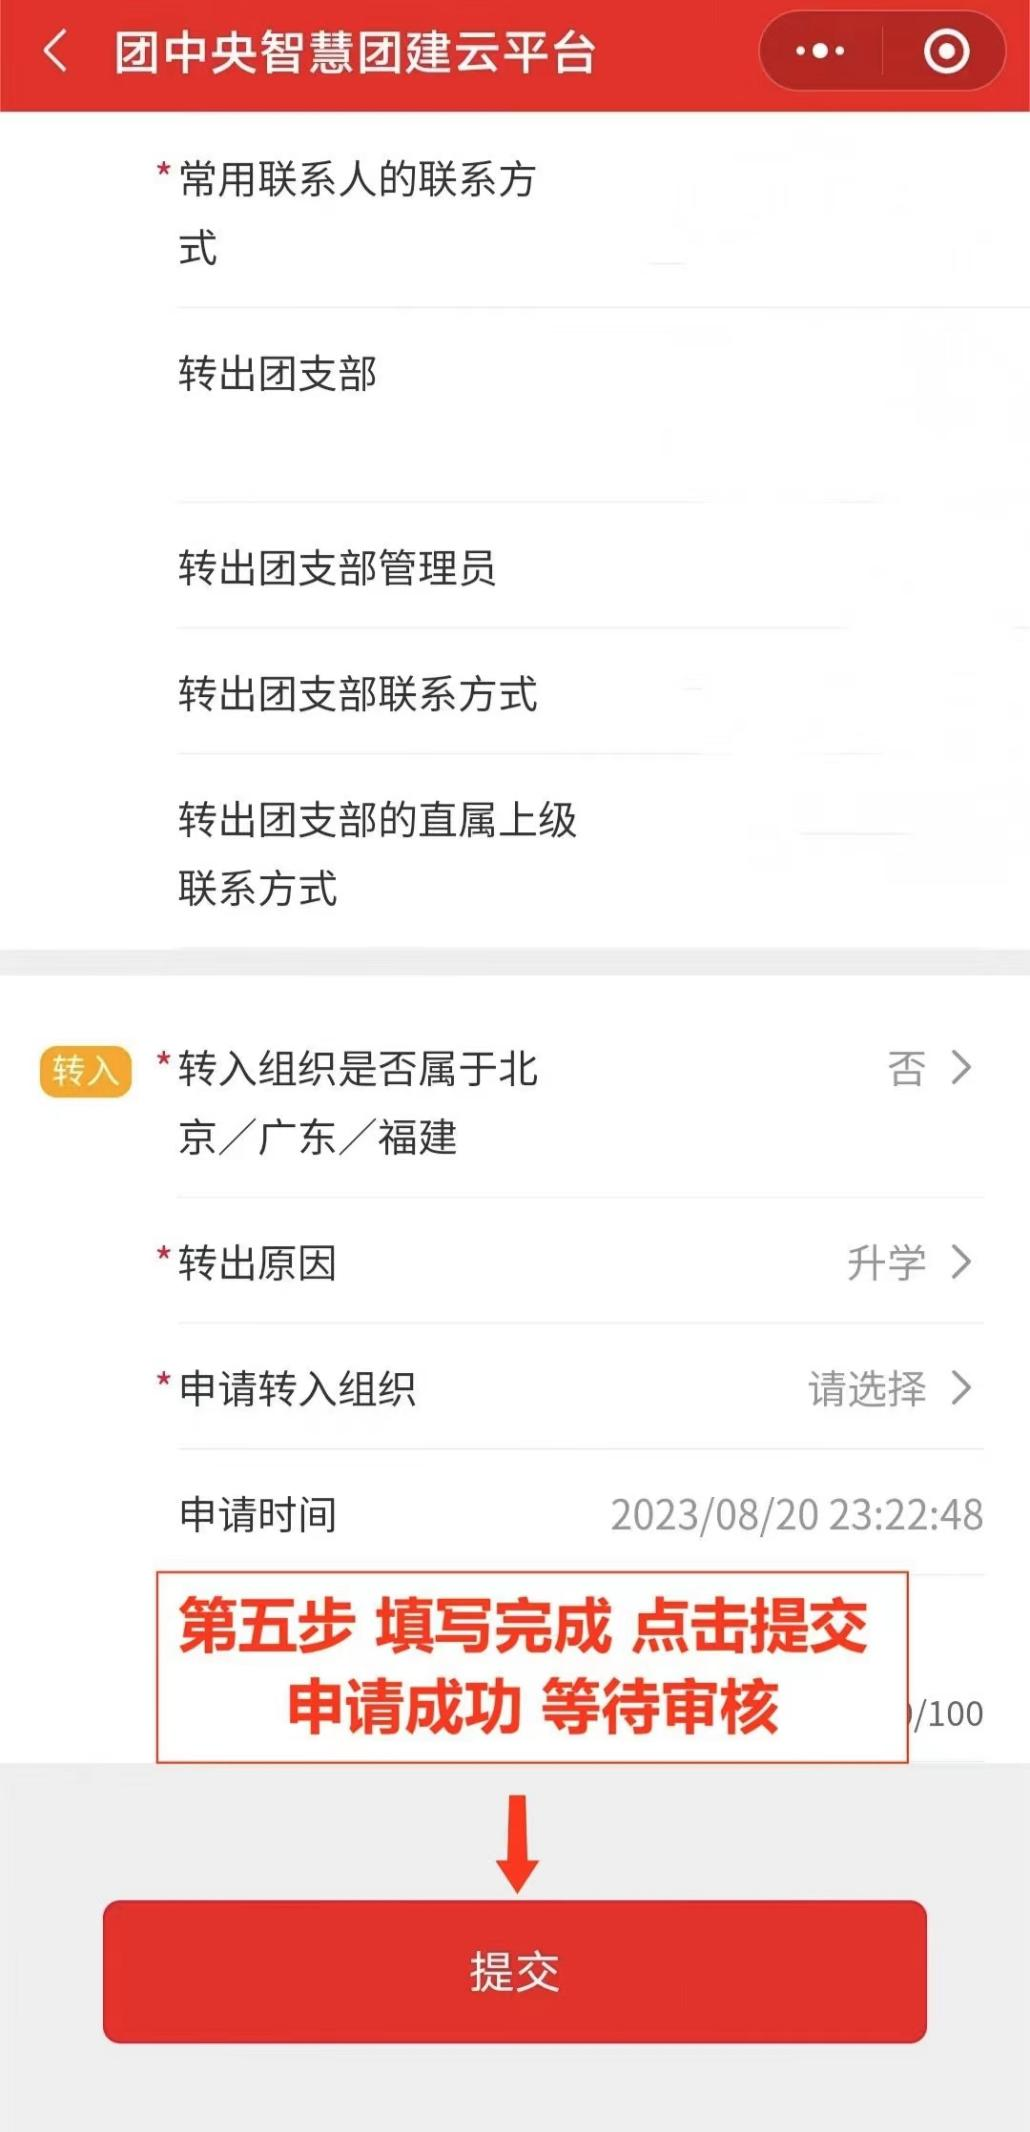 团中央智慧团建云平台
*常用联系人的联系方
式
转出团支部
转出团支部管理员
转出团支部联系方式
转出团支部的直属上级
联系方式
转入 *转入组织是否属于北 否
京／广东／福建
*转出原因 升学
*申请转入组织 请选择
申请时间 2023/08/20 23:22:48
第五步 填写完成 点击提交
申请成功 等待审核
/100
提交